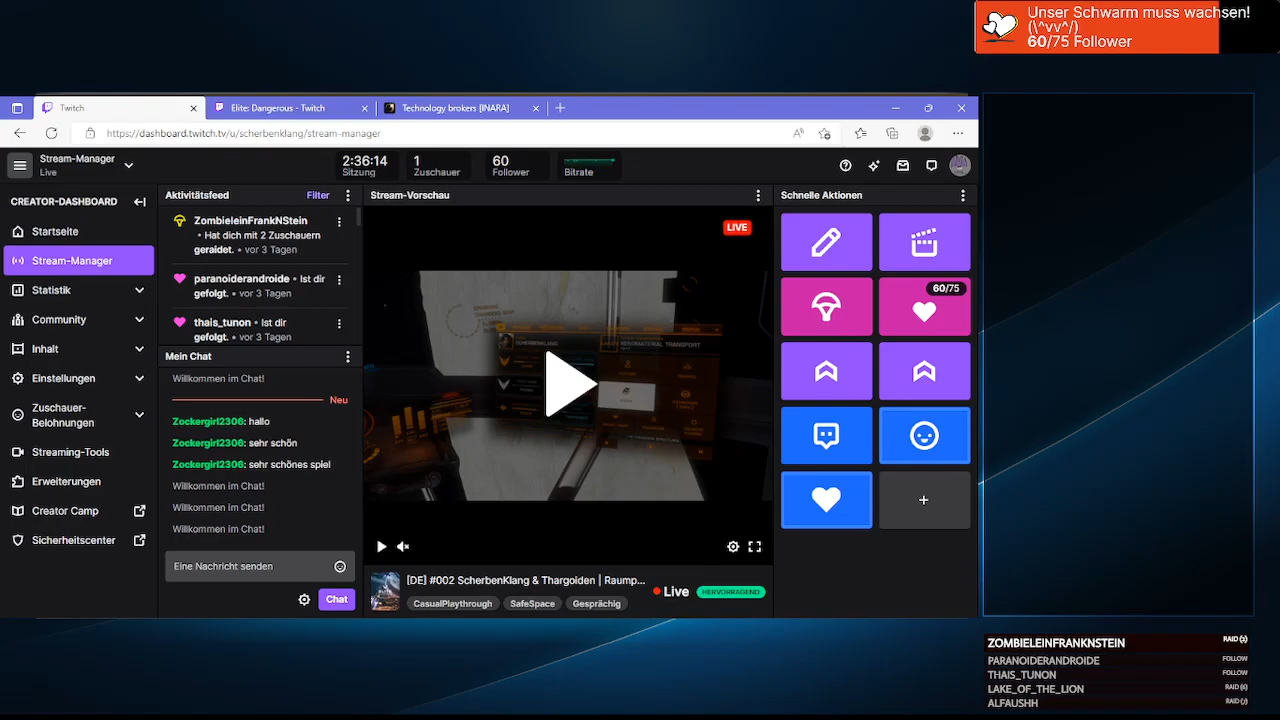 Unser Schwarm muss wachsen!
(\^vv^/)
60/75 Follower
Twitch
Elite: Dangerous - Twitch
Technology brokers [INARA]
https://dashboard.twitch.tv/u/scherbenklang/stream-manager
Stream-Manager
Live
2:36:14
Sitzung
1
Zuschauer
60
Follower
Bitrate
CREATOR-DASHBOARD
Startseite
Stream-Manager
Statistik
Community
Inhalt
Einstellungen
Zuschauer-
Belohnungen
Streaming-Tools
Erweiterungen
Creator Camp
Sicherheitscenter
Aktivitätsfeed
Filter
ZombieleinFrankNStein
• Hat dich mit 2 Zuschauern
geraidet. • vor 3 Tagen
paranoiderandroide • Ist dir
gefolgt. • vor 3 Tagen
thais_tunon • Ist dir
gefolgt. • vor 3 Tagen
Mein Chat
Willkommen im Chat!
Neu
Zockergirl2306: hallo
Zockergirl2306: sehr schön
Zockergirl2306: sehr schönes spiel
Willkommen im Chat!
Willkommen im Chat!
Willkommen im Chat!
Eine Nachricht senden
Chat
Stream-Vorschau
LIVE
SCHERBENKLANG
[DE] #002 ScherbenKlang & Thargoiden | Raump...
Live
HERVORRAGEND
CasualPlaythrough
SafeSpace
Gesprächig
Schnelle Aktionen
60/75
ZOMBIELEINFRANKNSTEIN
PARANOIDERANDROIDE FOLLOW
THAIS_TUNON FOLLOW
LAKE_OF_THE_LION
ALFAUSHH